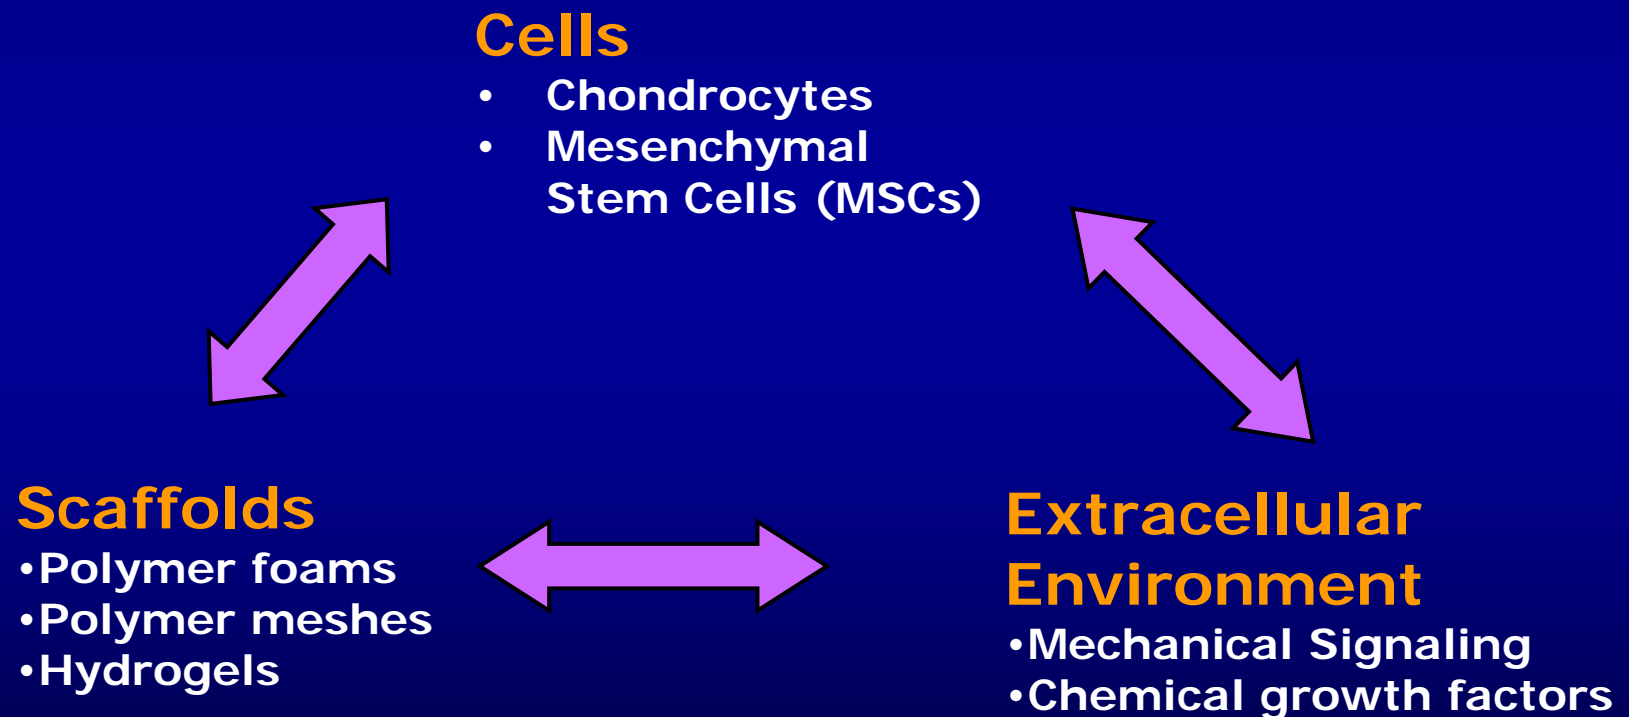 Cells
• Chondrocytes
• Mesenchymal
Stem Cells (MSCs)
Scaffolds
•Polymer foams
•Polymer meshes
•Hydrogels
Extracellular
Environment
•Mechanical Signaling
•Chemical growth factors